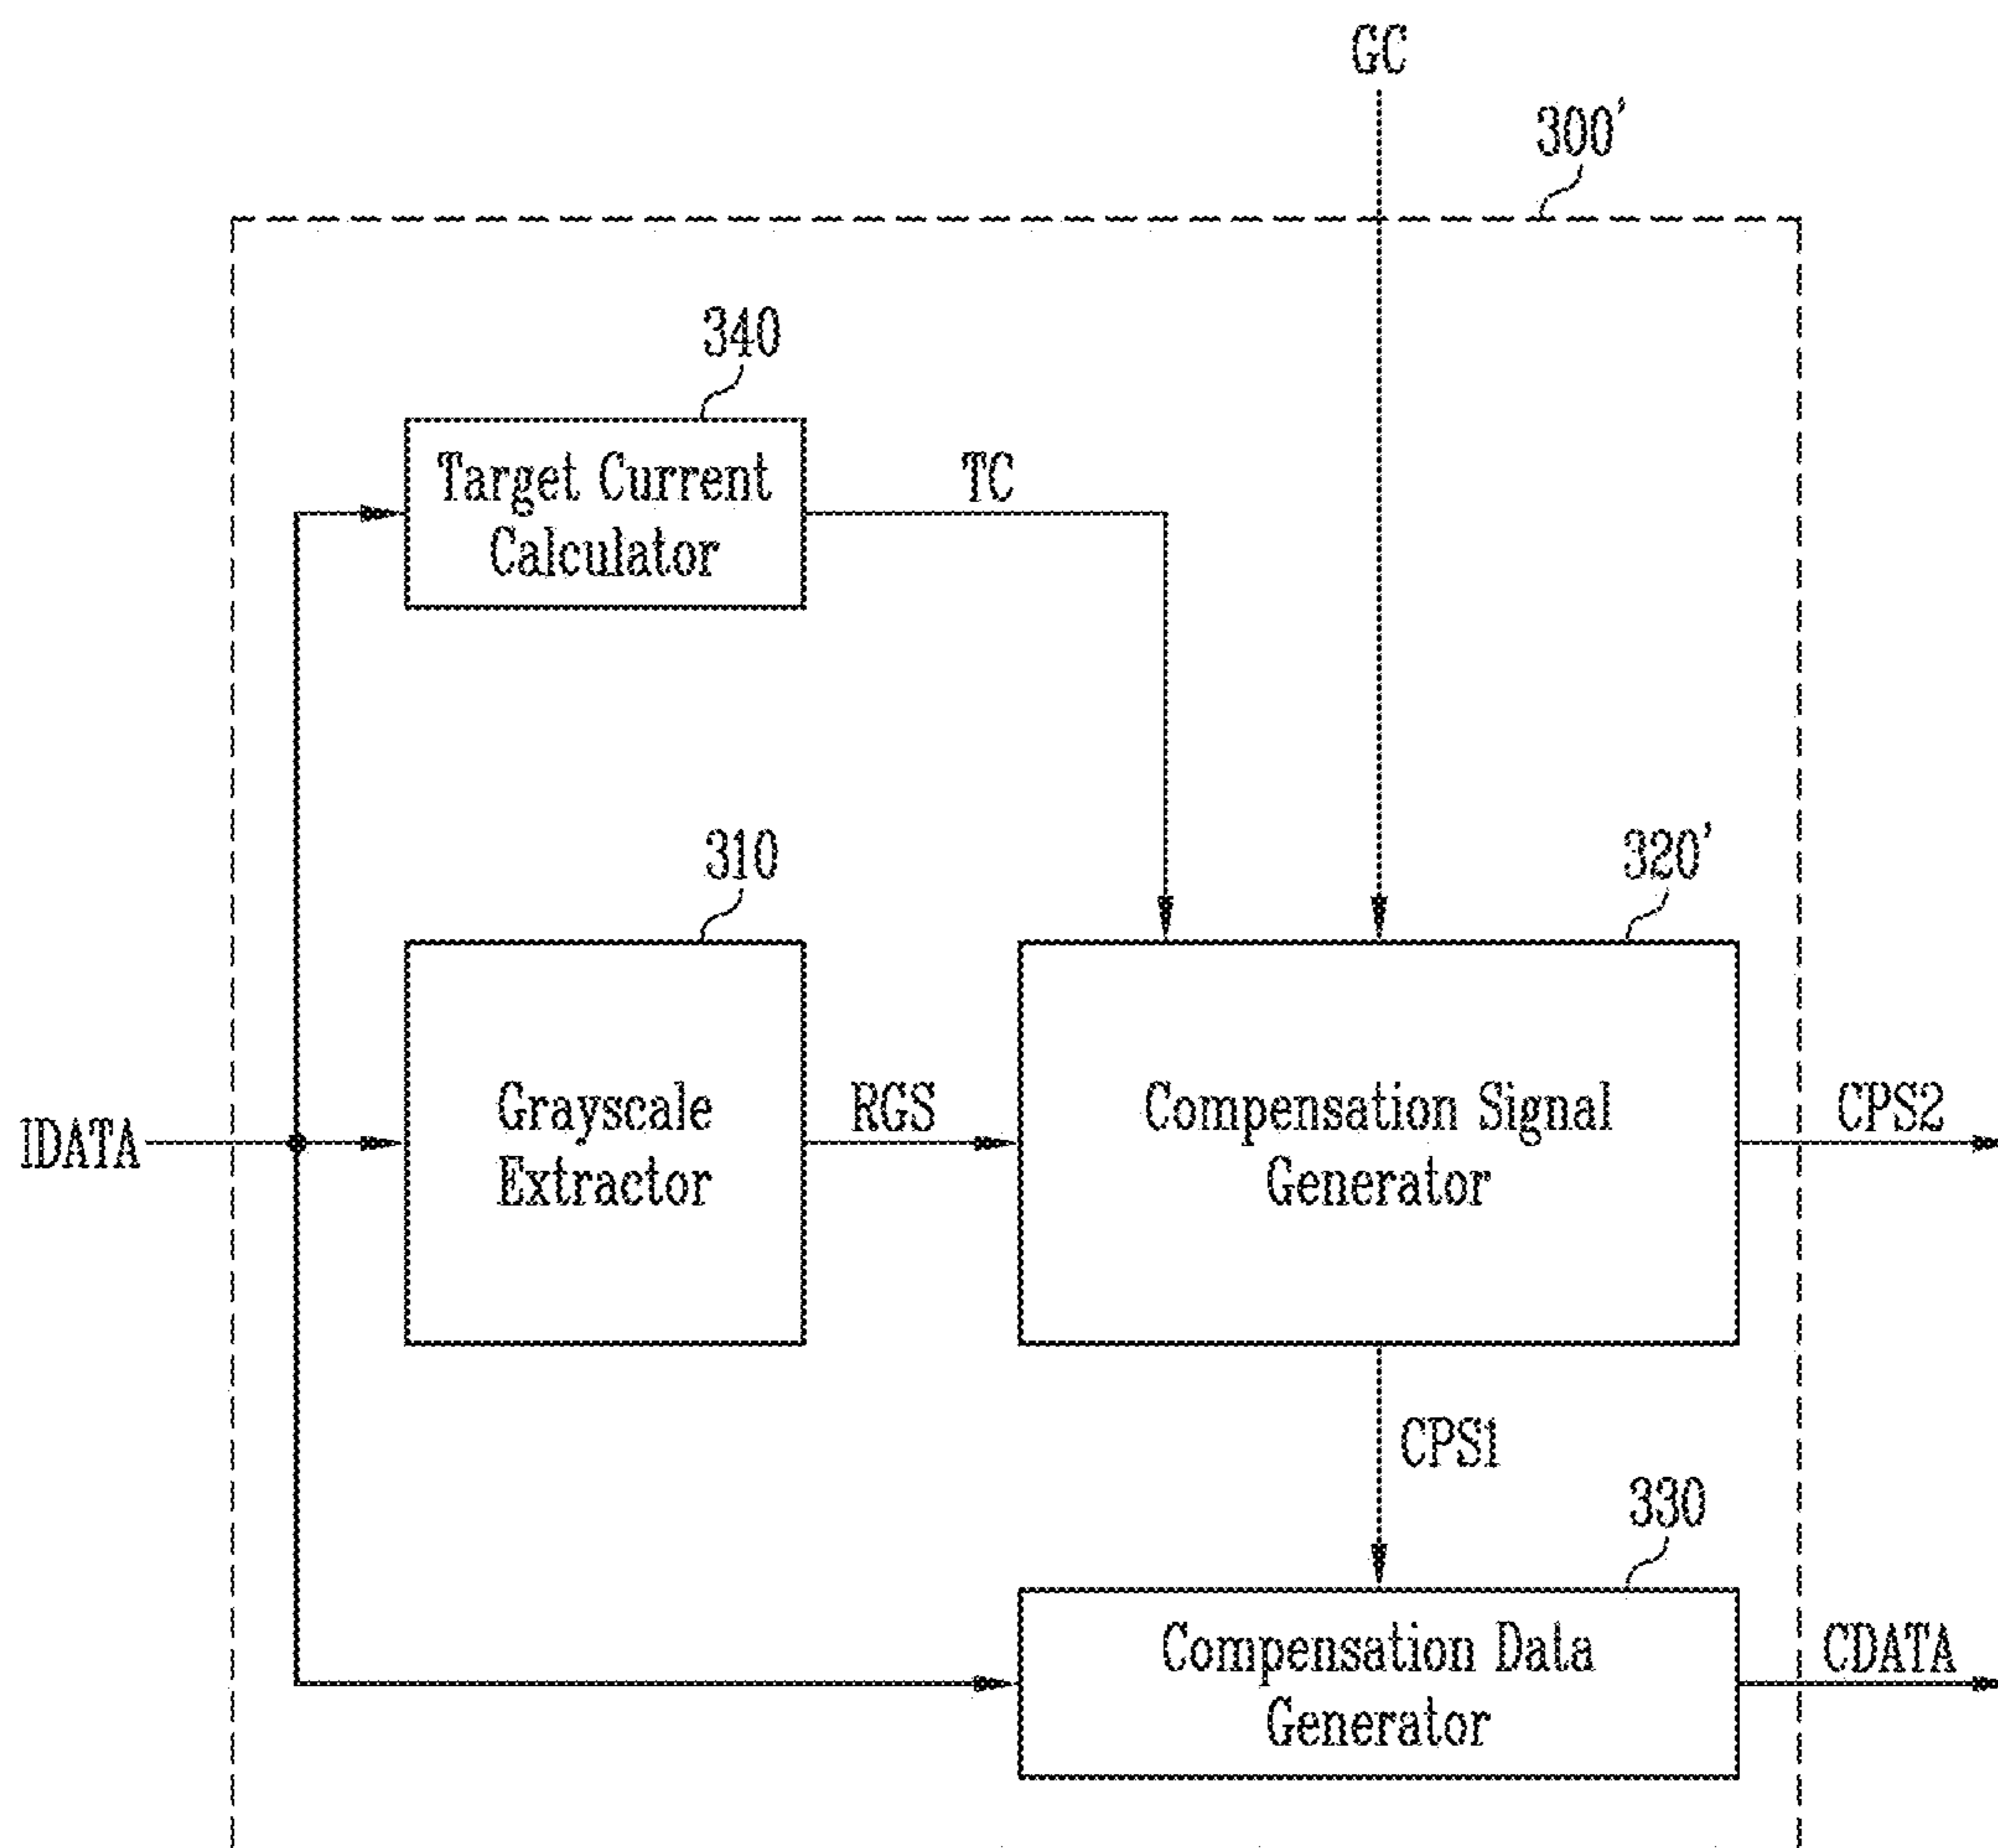 GC
300'
340
Target Current
Calculator
TC
310
320'
IDATA
Grayscale
Extractor
RGS
Compensation Signal
Generator
CPS2
CPS1
330
Compensation Data
Generator
CDATA